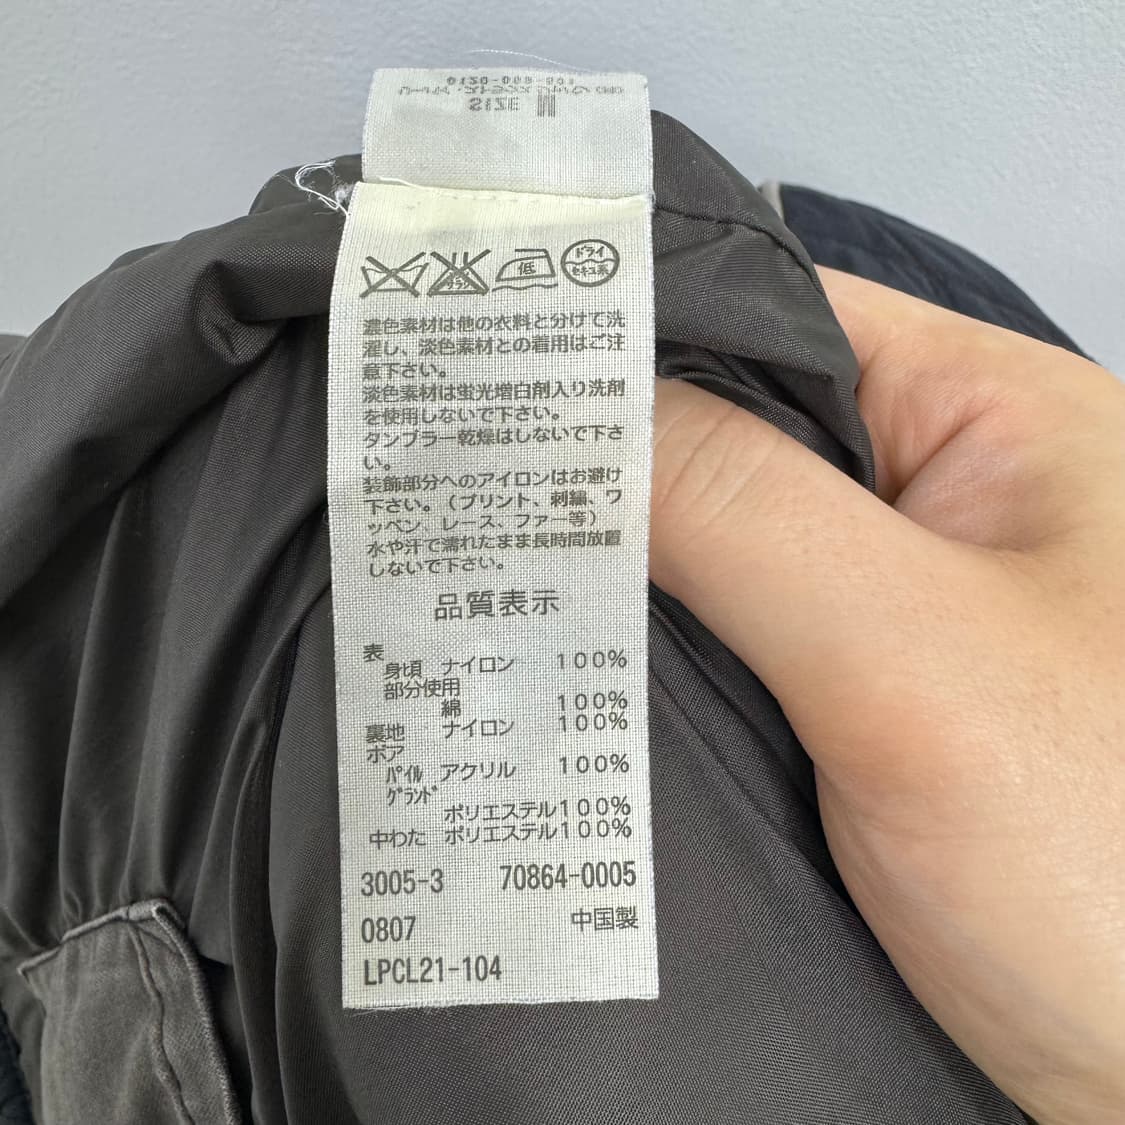 0120-068-501
SIZE M
エンソ
低
ドライ
セキユ系
濃色素材は他の衣料と分けて洗
濯し、淡色素材との着用はご注
意下さい。
淡色素材は蛍光増白剤入り洗剤
を使用しないで下さい。
タンブラー乾燥はしないで下さ
い。
装飾部分へのアイロンはお避け
下さい。（プリント、刺繍、ワ
ッペン、レース、ファー等）
水や汗で濡れたまま長時間放置
しないで下さい。
品質表示
表
身頃 ナイロン 100%
部分使用
綿 100%
裏地 ナイロン 100%
ボア
ﾊﾟｲﾙ アクリル 100%
ｸﾞﾗﾝﾄﾞ
ポリエステル100%
中わた ポリエステル100%
3005-3 70864-0005
0807 中国製
LPCL21-104